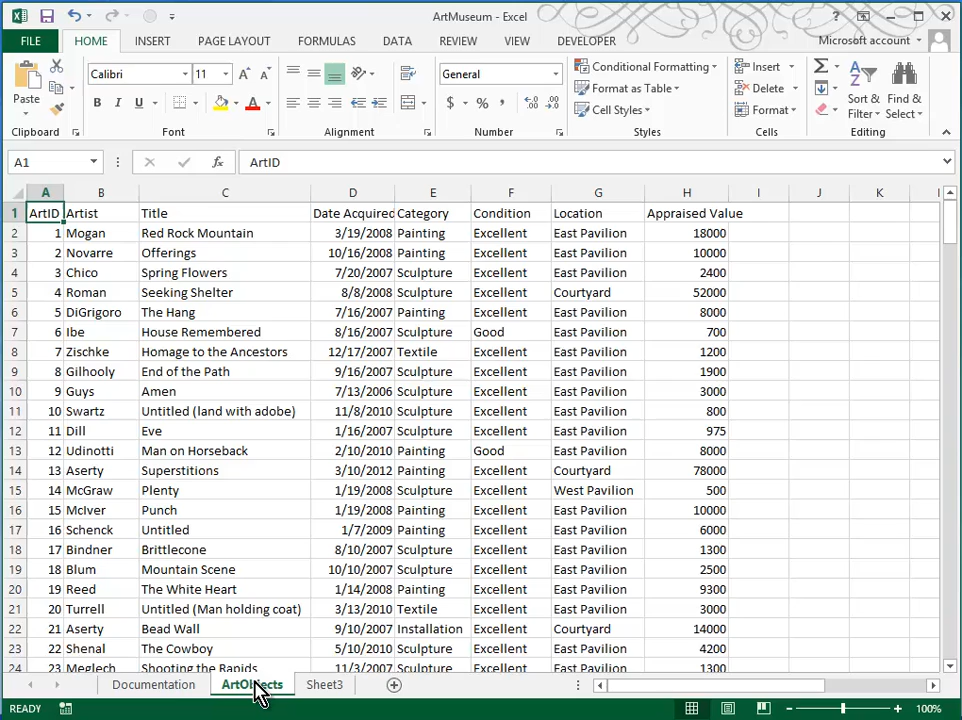 ArtMuseum - Excel
FILE HOME INSERT PAGE LAYOUT FORMULAS DATA REVIEW VIEW DEVELOPER Microsoft account
Calibri 11 General Conditional Formatting Insert
Paste Format as Table Delete Sort & Filter Find & Select
$ % , Cell Styles Format
Clipboard Font Alignment Number Styles Cells Editing
A1 fx ArtID
A B C D E F G H I J K
1 ArtID Artist Title Date Acquired Category Condition Location Appraised Value
2 1 Mogan Red Rock Mountain 3/19/2008 Painting Excellent East Pavilion 18000
3 2 Novarre Offerings 10/16/2008 Painting Excellent East Pavilion 10000
4 3 Chico Spring Flowers 7/20/2007 Sculpture Excellent East Pavilion 2400
5 4 Roman Seeking Shelter 8/8/2008 Sculpture Excellent Courtyard 52000
6 5 DiGrigoro The Hang 7/16/2007 Painting Excellent East Pavilion 8000
7 6 Ibe House Remembered 8/16/2007 Sculpture Good East Pavilion 700
8 7 Zischke Homage to the Ancestors 12/17/2007 Textile Excellent East Pavilion 1200
9 8 Gilhooly End of the Path 9/16/2007 Painting Excellent East Pavilion 1900
10 9 Guys Amen 7/13/2006 Painting Excellent East Pavilion 3000
11 10 Swartz Untitled (land with adobe) 11/8/2010 Painting Excellent East Pavilion 800
12 11 Dill Eve 1/16/2007 Sculpture Excellent East Pavilion 975
13 12 Udinotti Man on Horseback 2/10/2010 Painting Good East Pavilion 8000
14 13 Aserty Superstitions 3/10/2012 Painting Excellent Courtyard 78000
15 14 McGraw Plenty 1/19/2008 Sculpture Excellent West Pavilion 500
16 15 McIver Punch 1/19/2008 Painting Excellent East Pavilion 10000
17 16 Schenck Untitled 1/7/2009 Painting Excellent East Pavilion 6000
18 17 Bindner Brittlecone 8/10/2007 Sculpture Excellent East Pavilion 1300
19 18 Blum Mountain Scene 10/10/2007 Sculpture Excellent East Pavilion 2500
20 19 Reed The White Heart 1/14/2008 Painting Excellent East Pavilion 9300
21 20 Turrell Untitled (Man holding coat) 3/13/2010 Textile Excellent East Pavilion 3000
22 21 Aserty Bead Wall 9/10/2007 Installation Excellent Courtyard 14000
23 22 Shenal The Cowboy 5/10/2010 Sculpture Excellent East Pavilion 4200
24 23 Meglech Shooting the Rapids 11/3/2007 Sculpture Excellent East Pavilion 1300
Documentation ArtObjects Sheet3
READY 100%